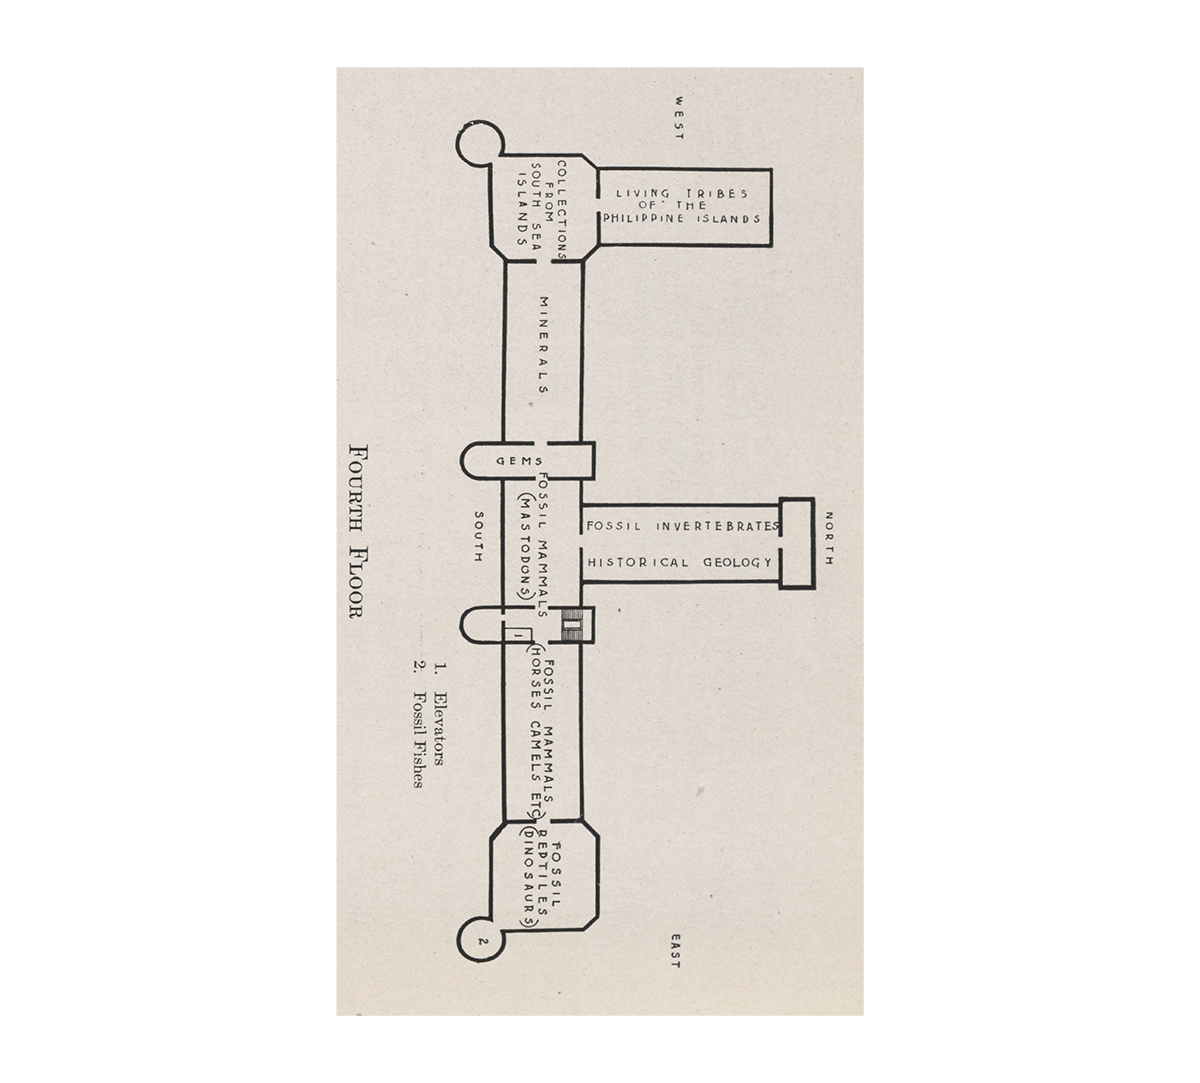 WEST
LIVING TRIBES
OF THE
PHILIPPINE ISLANDS
COLLECTIONS
FROM
SOUTH SEA
ISLANDS
MINERALS
GEMS
FOSSIL MAMMALS
(MASTODONS)
FOSSIL INVERTEBRATES
HISTORICAL GEOLOGY
NORTH
SOUTH
1
FOSSIL MAMMALS
(HORSES CAMELS ETC)
FOSSIL
REPTILES
(DINOSAURS)
2
EAST
1. Elevators
2. Fossil Fishes
FOURTH FLOOR